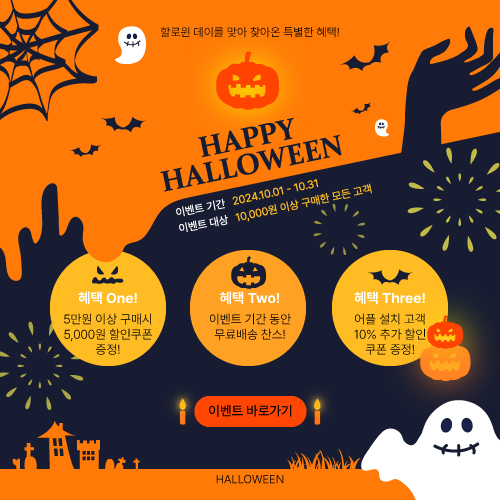 할로윈 데이를 맞아 찾아온 특별한 혜택!
HAPPY
HALLOWEEN
이벤트 기간 2024.10.01 - 10.31
이벤트 대상 10,000원 이상 구매한 모든 고객
혜택 One!
5만원 이상 구매시
5,000원 할인쿠폰
증정!
혜택 Two!
이벤트 기간 동안
무료배송 찬스!
혜택 Three!
어플 설치 고객
10% 추가 할인
쿠폰 증정!
이벤트 바로가기
HALLOWEEN